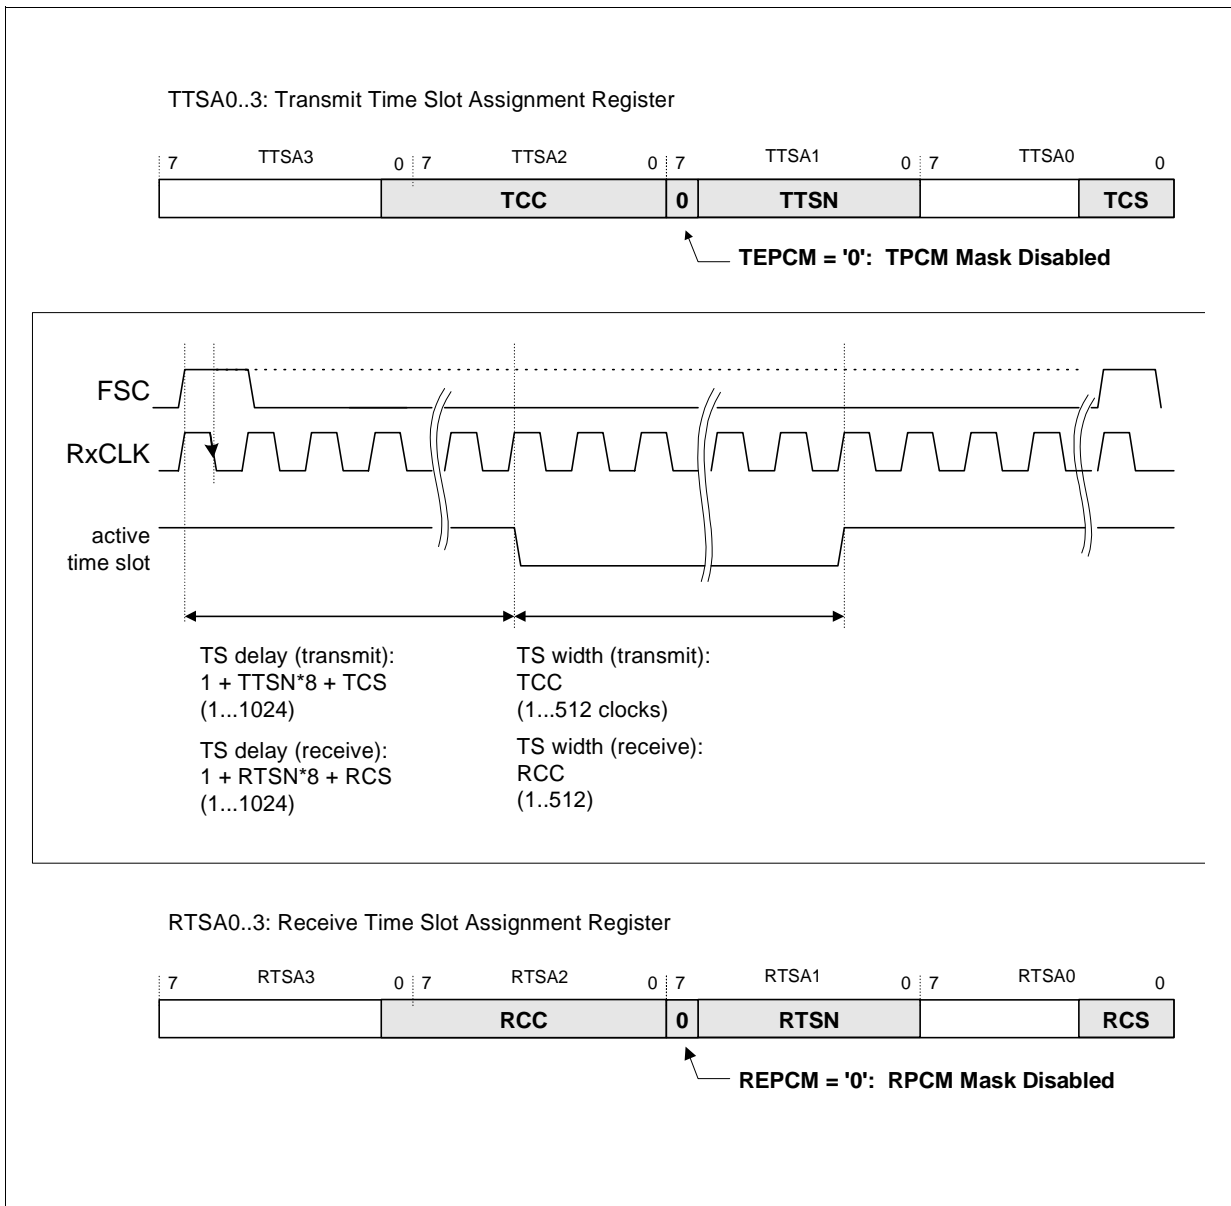 TTSA0..3: Transmit Time Slot Assignment Register
7 TTSA3 0 7 TTSA2 0 7 TTSA1 0 7 TTSA0 0
TCC 0 TTSN TCS
TEPCM = '0': TPCM Mask Disabled
FSC
RxCLK
active
time slot
TS delay (transmit):
1 + TTSN*8 + TCS
(1...1024)
TS width (transmit):
TCC
(1...512 clocks)
TS delay (receive):
1 + RTSN*8 + RCS
(1...1024)
TS width (receive):
RCC
(1..512)
RTSA0..3: Receive Time Slot Assignment Register
7 RTSA3 0 7 RTSA2 0 7 RTSA1 0 7 RTSA0 0
RCC 0 RTSN RCS
REPCM = '0': RPCM Mask Disabled